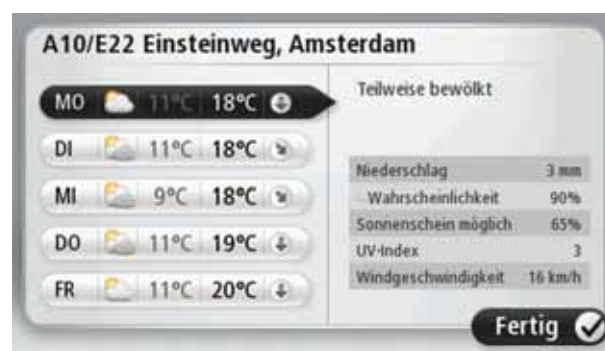 A10/E22 Einsteinweg, Amsterdam
MO 11°C 18°C
DI 11°C 18°C
MI 9°C 18°C
DO 11°C 19°C
FR 11°C 20°C
Teilweise bewölkt
Niederschlag 3 mm
Wahrscheinlichkeit 90%
Sonnenschein möglich 65%
UV-Index 3
Windgeschwindigkeit 16 km/h
Fertig